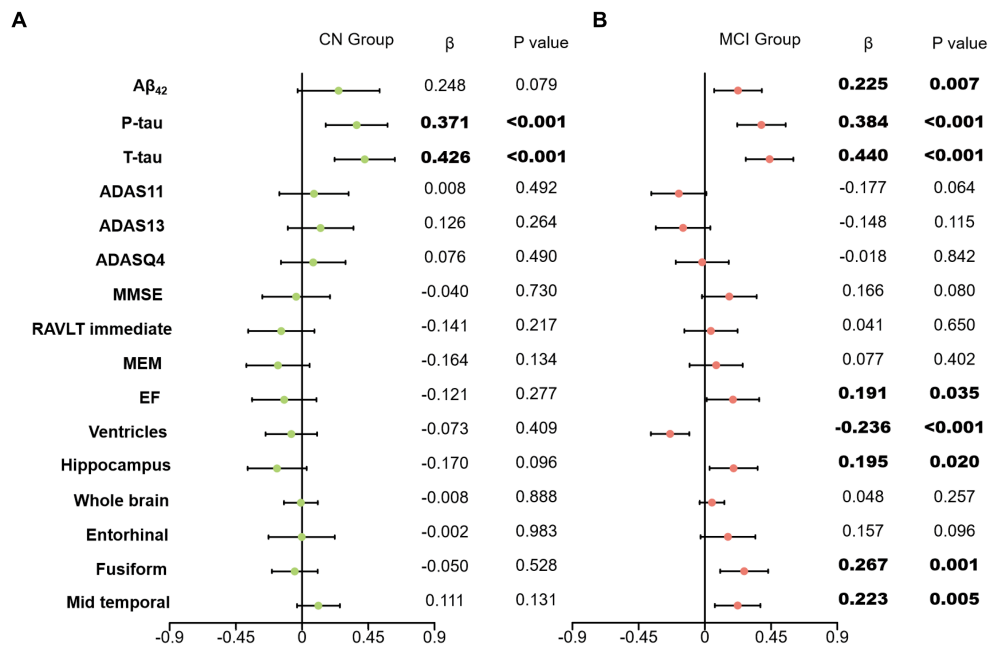 A
B
CN Group β P value
MCI Group β P value
Aβ₄₂ 0.248 0.079 0.225 0.007
P-tau 0.371 <0.001 0.384 <0.001
T-tau 0.426 <0.001 0.440 <0.001
ADAS11 0.008 0.492 -0.177 0.064
ADAS13 0.126 0.264 -0.148 0.115
ADASQ4 0.076 0.490 -0.018 0.842
MMSE -0.040 0.730 0.166 0.080
RAVLT immediate -0.141 0.217 0.041 0.650
MEM -0.164 0.134 0.077 0.402
EF -0.121 0.277 0.191 0.035
Ventricles -0.073 0.409 -0.236 <0.001
Hippocampus -0.170 0.096 0.195 0.020
Whole brain -0.008 0.888 0.048 0.257
Entorhinal -0.002 0.983 0.157 0.096
Fusiform -0.050 0.528 0.267 0.001
Mid temporal 0.111 0.131 0.223 0.005
-0.9 -0.45 0 0.45 0.9
-0.9 -0.45 0 0.45 0.9